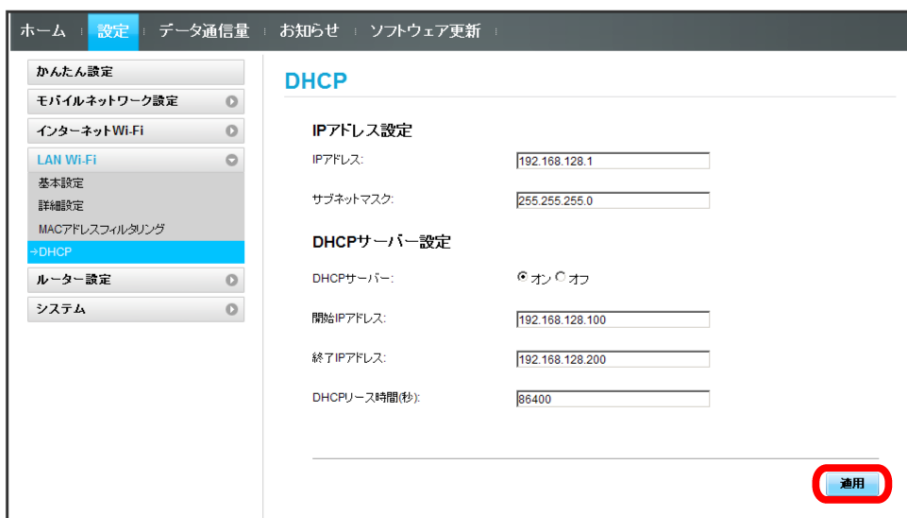 ホーム 設定 データ通信量 お知らせ ソフトウェア更新
かんたん設定
モバイルネットワーク設定
インターネットWi-Fi
LAN Wi-Fi
基本設定
詳細設定
MACアドレスフィルタリング
→DHCP
ルーター設定
システム
DHCP
IPアドレス設定
IPアドレス: 192.168.128.1
サブネットマスク: 255.255.255.0
DHCPサーバー設定
DHCPサーバー: オン オフ
開始IPアドレス: 192.168.128.100
終了IPアドレス: 192.168.128.200
DHCPリース時間(秒): 86400
適用